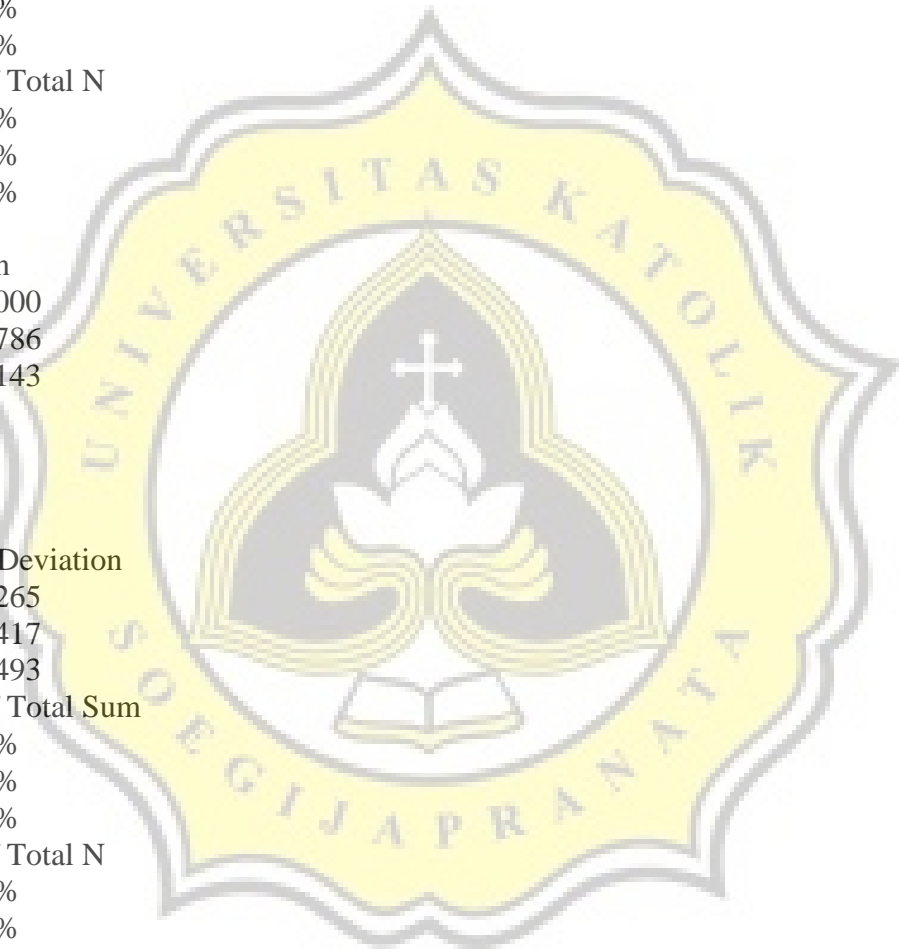 %
%
Total N
%
%
%
UNIVERSITAS KATOLIK
n
000
786
143
Deviation
265
417
493
Total Sum
%
%
%
Total N
%
%
SOEGIJAPRANATA